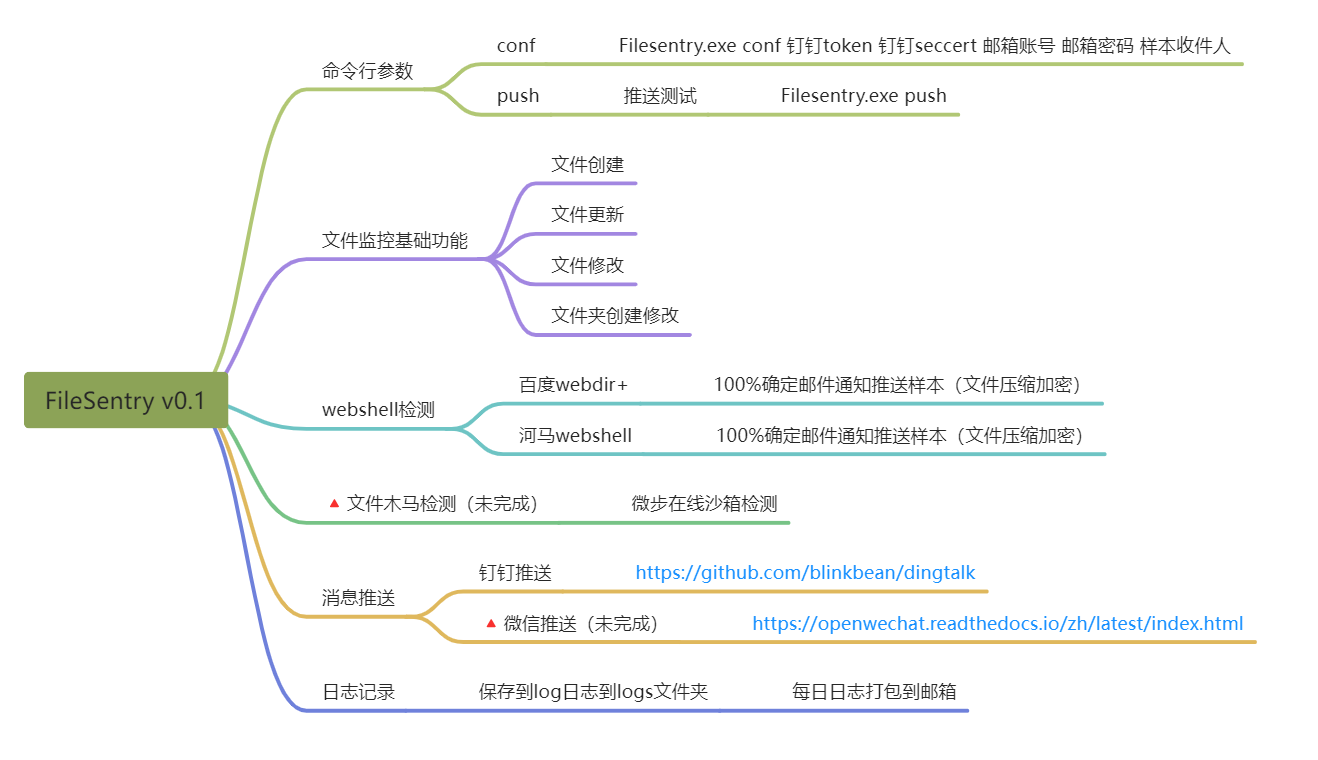 FileSentry v0.1
命令行参数
conf
Filesentry.exe conf 钉钉token 钉钉seccert 邮箱账号 邮箱密码 样本收件人
push
推送测试
Filesentry.exe push
文件监控基础功能
文件创建
文件更新
文件修改
文件夹创建修改
webshell检测
百度webdir+
100%确定邮件通知推送样本（文件压缩加密）
河马webshell
100%确定邮件通知推送样本（文件压缩加密）
文件木马检测（未完成）
微步在线沙箱检测
消息推送
钉钉推送
https://github.com/blinkbean/dingtalk
微信推送（未完成）
https://openwechat.readthedocs.io/zh/latest/index.html
日志记录
保存到log日志到logs文件夹
每日日志打包到邮箱